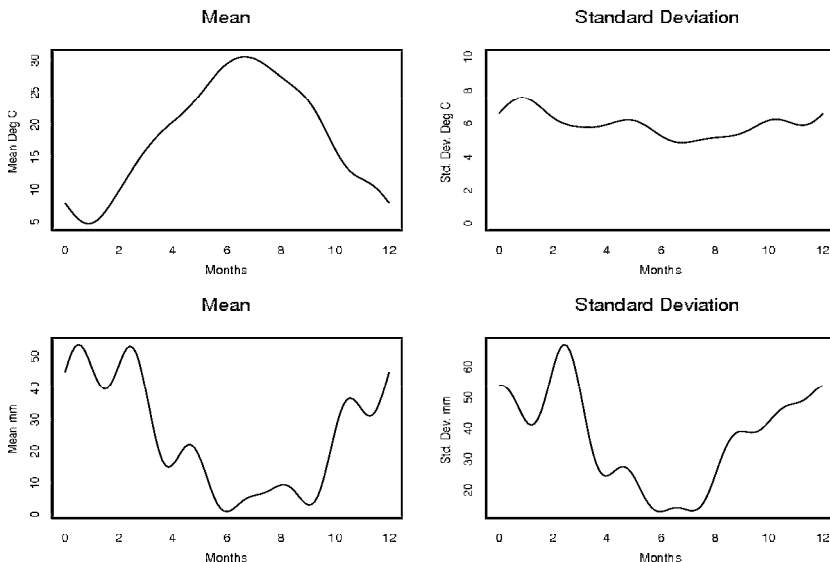 Mean
Standard Deviation
Mean Deg C
5 10 15 20 25 30
0 2 4 6 8 10 12
Months
Std. Dev. Deg C
0 2 4 6 8 10
0 2 4 6 8 10 12
Months
Mean
Standard Deviation
Mean mm
0 10 20 30 40 50
0 2 4 6 8 10 12
Months
Std. Dev. mm
20 30 40 50 60
0 2 4 6 8 10 12
Months